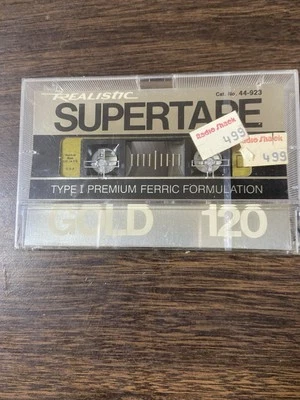 REALISTIC
Cat. No. 44-923
SUPERTAPE
Radio Shack
499
Radio Shack
499
TYPE I PREMIUM FERRIC FORMULATION
GOLD 120